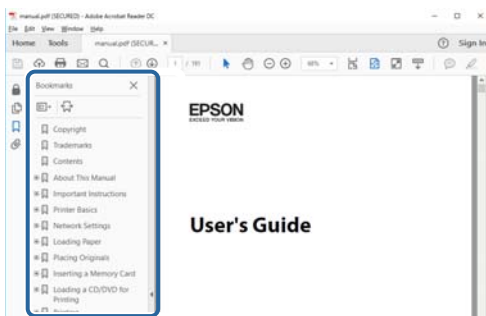 manual.pdf (SECURED) - Adobe Acrobat Reader DC
File Edit View Window Help
Home Tools manual.pdf (SECUR... × Sign In
1 / 191
Bookmarks
Copyright
Trademarks
Contents
About This Manual
Important Instructions
Printer Basics
Network Settings
Loading Paper
Placing Originals
Inserting a Memory Card
Loading a CD/DVD for
Printing
EPSON
EXCEED YOUR VISION
User's Guide